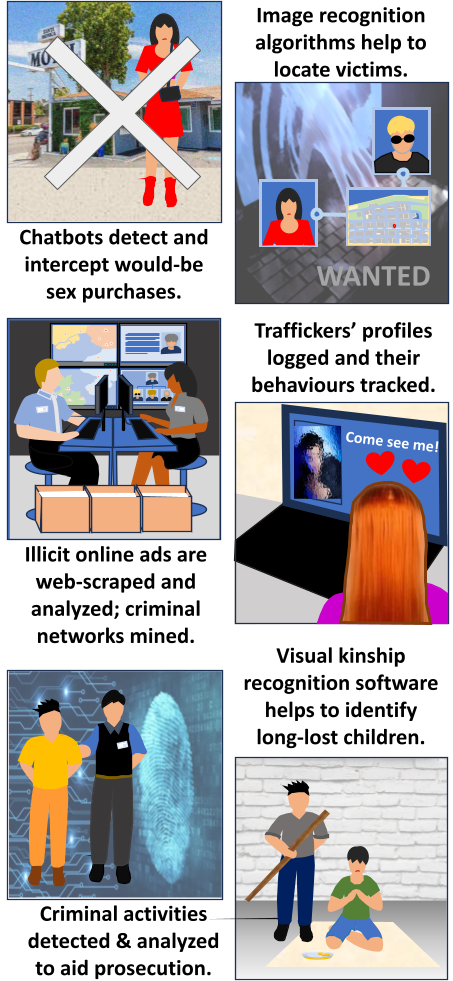 Image recognition
algorithms help to
locate victims.
Chatbots detect and
intercept would-be
sex purchases.
WANTED
Traffickers' profiles
logged and their
behaviours tracked.
Come see me!
Illicit online ads are
web-scraped and
analyzed; criminal
networks mined.
Visual kinship
recognition software
helps to identify
long-lost children.
Criminal activities
detected & analyzed
to aid prosecution.